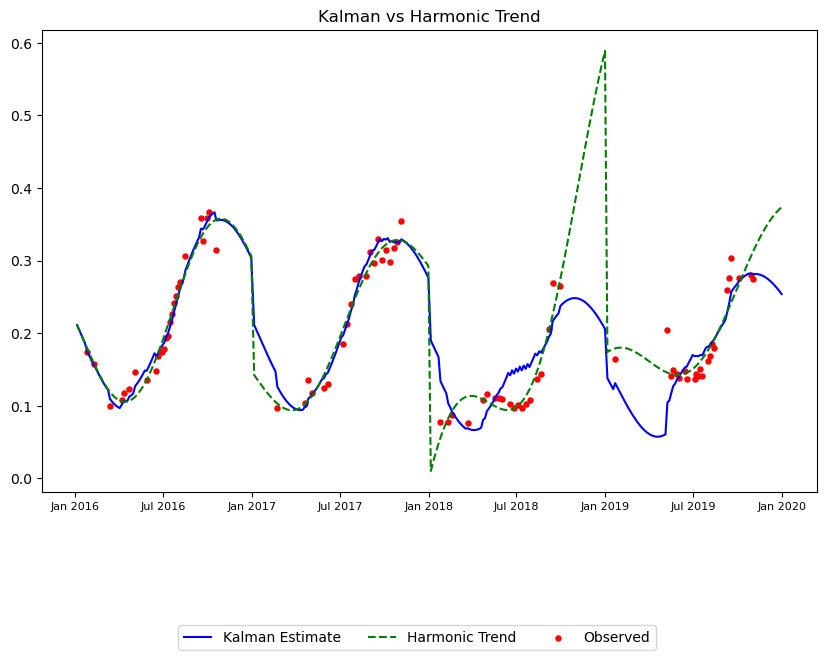 Kalman vs Harmonic Trend
0.6
0.5
0.4
0.3
0.2
0.1
0.0
Jan 2016 Jul 2016 Jan 2017 Jul 2017 Jan 2018 Jul 2018 Jan 2019 Jul 2019 Jan 2020
Kalman Estimate Harmonic Trend Observed